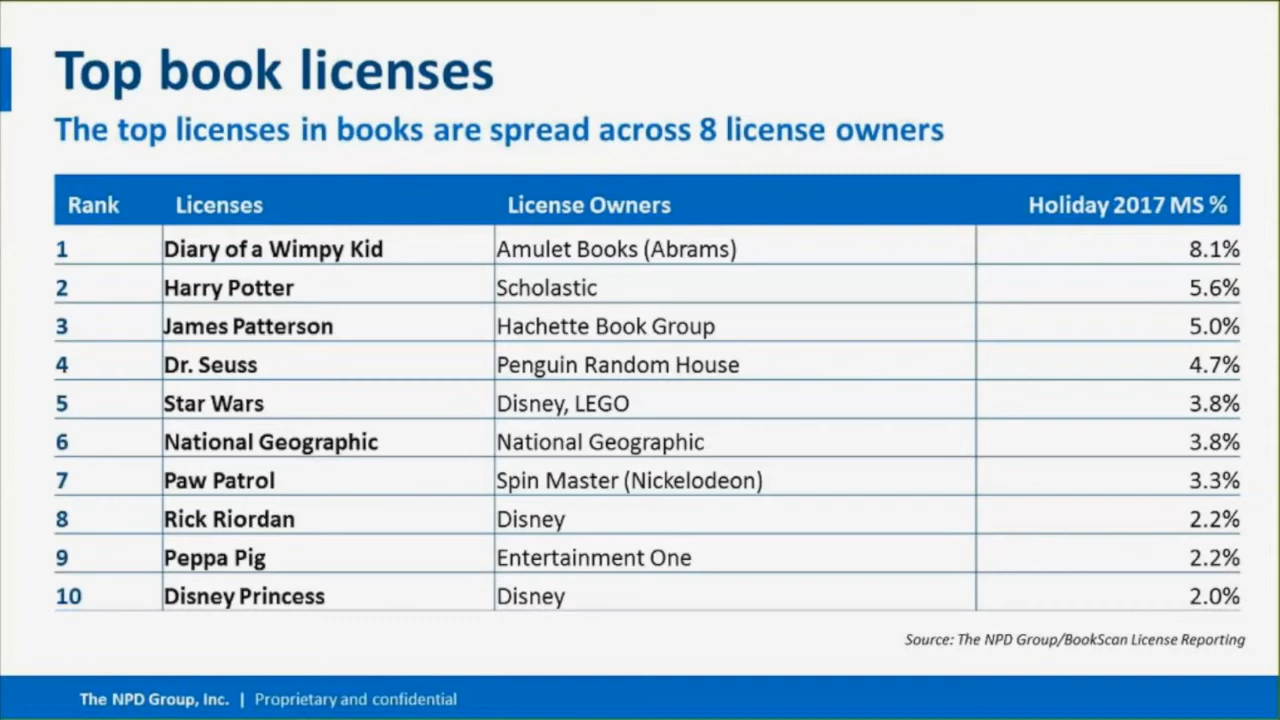 Top book licenses
The top licenses in books are spread across 8 license owners
Rank Licenses License Owners Holiday 2017 MS %
1 Diary of a Wimpy Kid Amulet Books (Abrams) 8.1%
2 Harry Potter Scholastic 5.6%
3 James Patterson Hachette Book Group 5.0%
4 Dr. Seuss Penguin Random House 4.7%
5 Star Wars Disney, LEGO 3.8%
6 National Geographic National Geographic 3.8%
7 Paw Patrol Spin Master (Nickelodeon) 3.3%
8 Rick Riordan Disney 2.2%
9 Peppa Pig Entertainment One 2.2%
10 Disney Princess Disney 2.0%
Source: The NPD Group/BookScan License Reporting
The NPD Group, Inc. | Proprietary and confidential